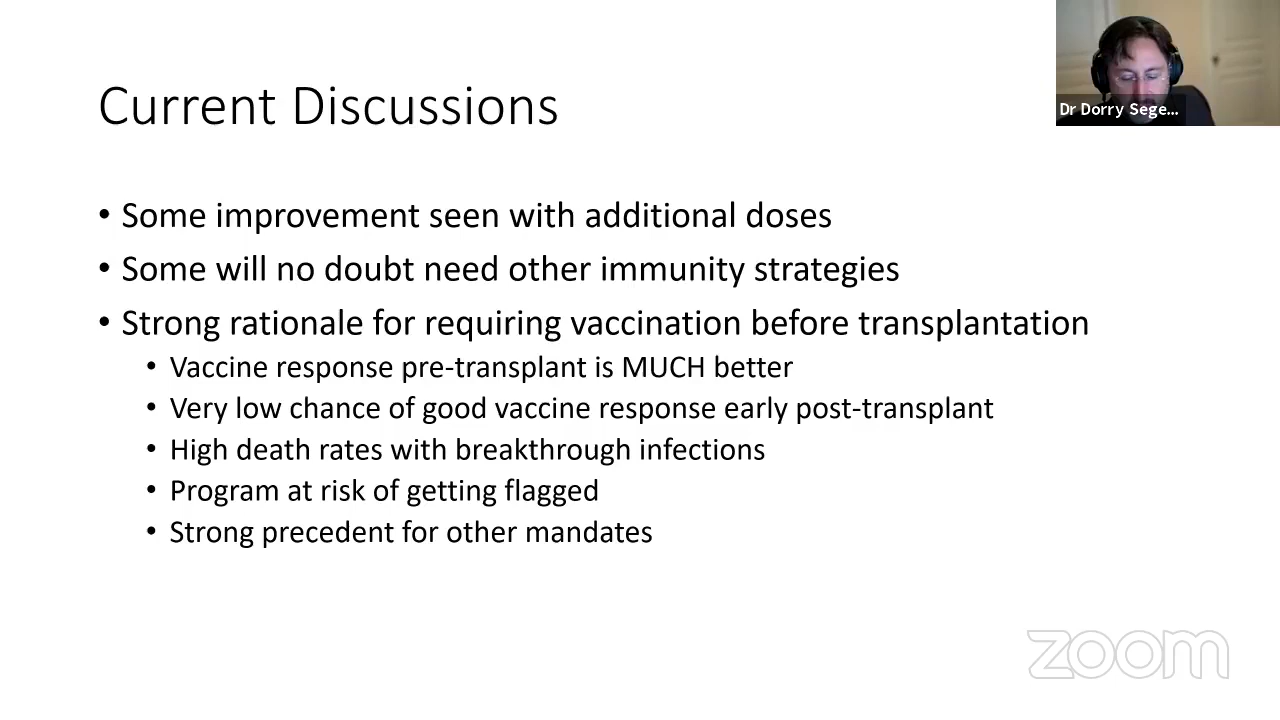 Dr Dorry Sege...
Current Discussions
• Some improvement seen with additional doses
• Some will no doubt need other immunity strategies
• Strong rationale for requiring vaccination before transplantation
• Vaccine response pre-transplant is MUCH better
• Very low chance of good vaccine response early post-transplant
• High death rates with breakthrough infections
• Program at risk of getting flagged
• Strong precedent for other mandates
zoom